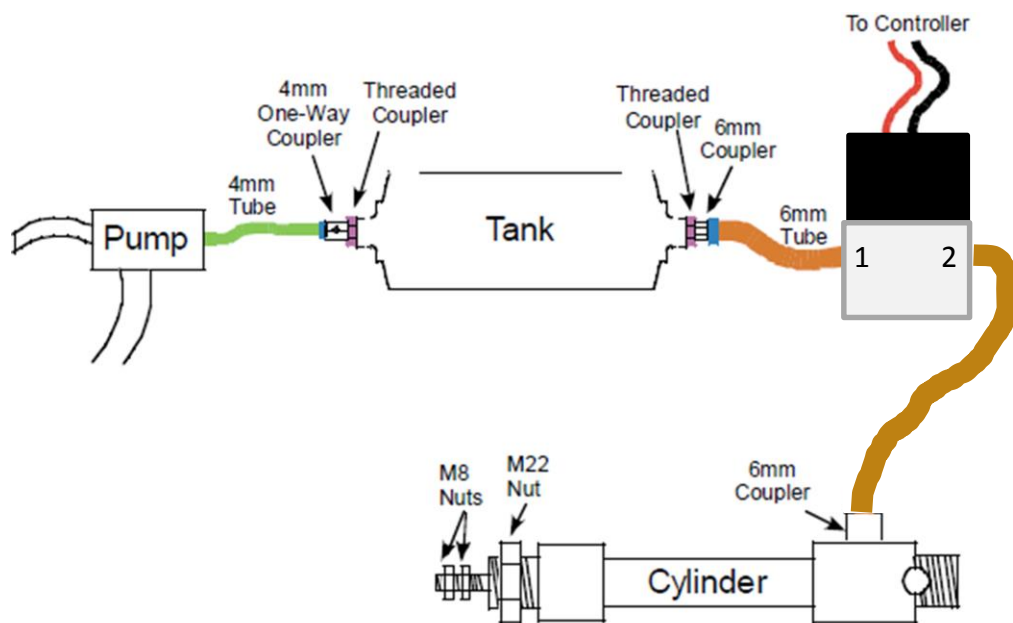 To Controller
4mm
One-Way
Coupler
Threaded
Coupler
Threaded
Coupler
6mm
Coupler
4mm
Tube
Pump
Tank
6mm
Tube
1
2
M8
Nuts
M22
Nut
6mm
Coupler
Cylinder